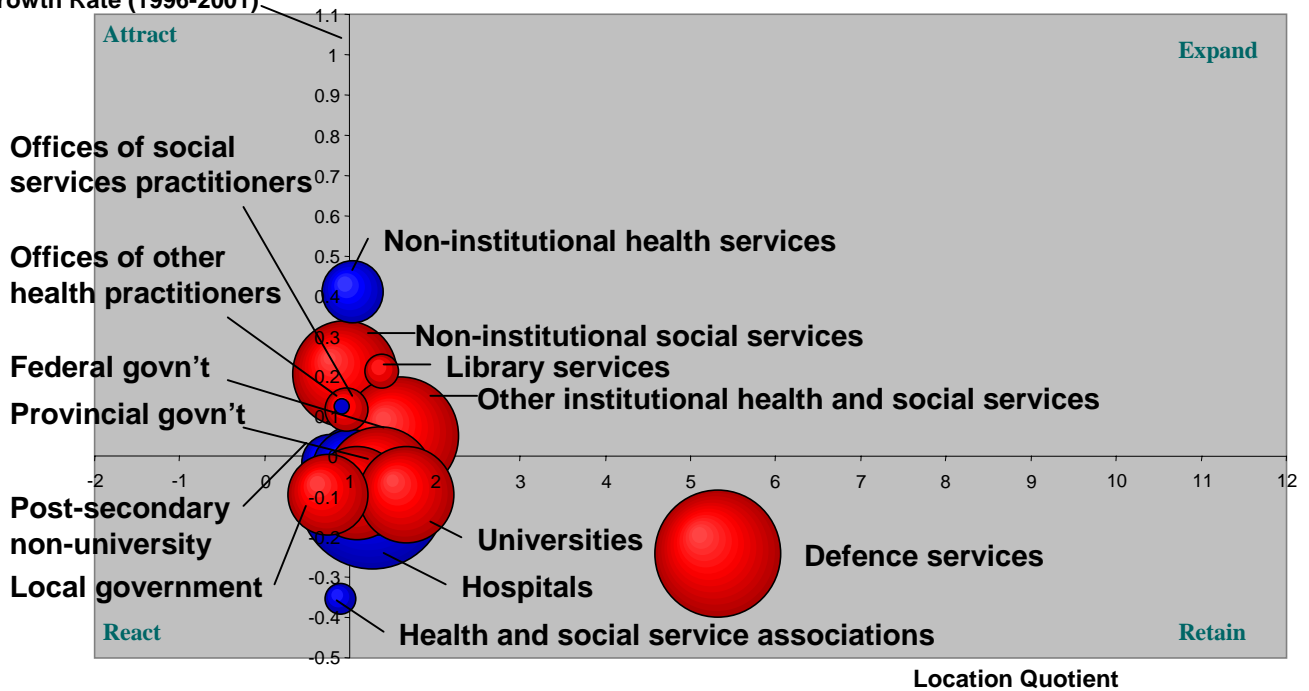 Growth Rate (1996-2001)
1.1
Attract
Expand
1
0.9
0.8
0.7
0.6
0.5
0.4
0.3
0.2
0.1
0
-0.1
-0.2
-0.3
-0.4
-0.5
Offices of social
services practitioners
Non-institutional health services
Offices of other
health practitioners
Non-institutional social services
Library services
Federal govn't
Other institutional health and social services
Provincial govn't
-2 -1 0 1 2 3 4 5 6 7 8 9 10 11 12
Post-secondary
non-university
Universities
Defence services
Local government
Hospitals
React
Health and social service associations
Retain
Location Quotient